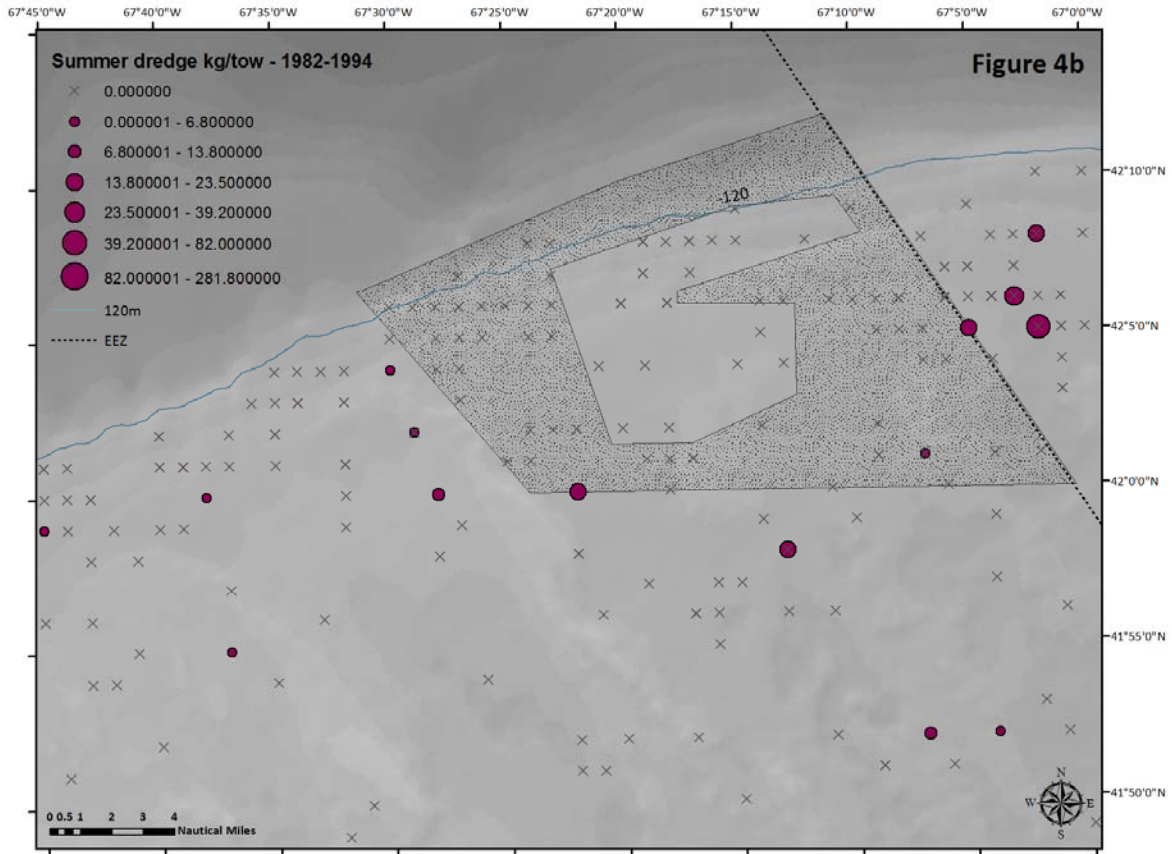 67°45'0"W 67°40'0"W 67°35'0"W 67°30'0"W 67°25'0"W 67°20'0"W 67°15'0"W 67°10'0"W 67°5'0"W 67°0'0"W
Summer dredge kg/tow - 1982-1994
Figure 4b
0.000000
0.000001 - 6.800000
6.800001 - 13.800000
13.800001 - 23.500000
23.500001 - 39.200000
39.200001 - 82.000000
82.000001 - 281.800000
120m
EEZ
-120
42°10'0"N
42°5'0"N
42°0'0"N
41°55'0"N
41°50'0"N
N
W E
S
0 0.5 1 2 3 4
Nautical Miles